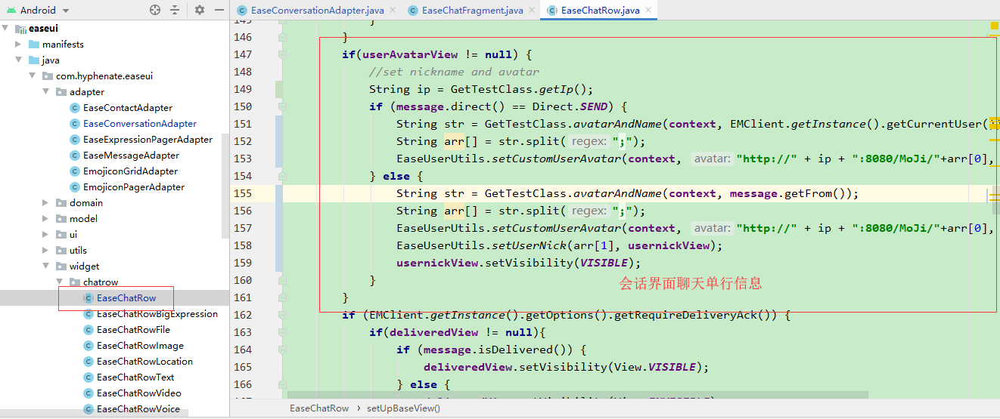 Android
EaseConversationAdapter.java
EaseChatFragment.java
EaseChatRow.java
easeui
manifests
java
com.hyphenate.easeui
adapter
EaseContactAdapter
EaseConversationAdapter
EaseExpressionPagerAdapter
EaseMessageAdapter
EmojiconGridAdapter
EmojiconPagerAdapter
domain
model
ui
utils
widget
chatrow
EaseChatRow
EaseChatRowBigExpression
EaseChatRowFile
EaseChatRowImage
EaseChatRowLocation
EaseChatRowText
EaseChatRowVideo
EaseChatRowVoice
145 }
146 }
147 if(userAvatarView != null) {
148 //set nickname and avatar
149 String ip = GetTestClass.getIp();
150 if (message.direct() == Direct.SEND) {
151 String str = GetTestClass.avatarAndName(context, EMClient.getInstance().getCurrentUser(
152 String arr[] = str.split( regex: ";");
153 EaseUserUtils.setCustomUserAvatar(context, avatar: "http://" + ip + ":8080/MoJi/"+arr[0],
154 } else {
155 String str = GetTestClass.avatarAndName(context, message.getFrom());
156 String arr[] = str.split( regex: ";");
157 EaseUserUtils.setCustomUserAvatar(context, avatar: "http://" + ip + ":8080/MoJi/"+arr[0],
158 EaseUserUtils.setUserNick(arr[1], usernickView);
159 usernickView.setVisibility(VISIBLE);
160 }
会话界面聊天单行信息
161 }
162 if (EMClient.getInstance().getOptions().getRequireDeliveryAck()) {
163 if(deliveredView != null){
164 if (message.isDelivered()) {
165 deliveredView.setVisibility(View.VISIBLE);
166 } else {
EaseChatRow › setUpBaseView()